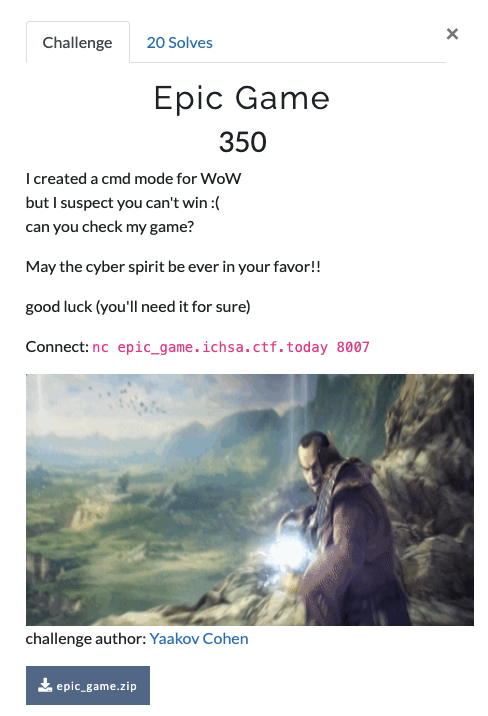 Challenge
20 Solves
×
Epic Game
350
I created a cmd mode for WoW
but I suspect you can't win :(
can you check my game?
May the cyber spirit be ever in your favor!!
good luck (you'll need it for sure)
Connect: nc epic_game.ichsa.ctf.today 8007
challenge author: Yaakov Cohen
epic_game.zip